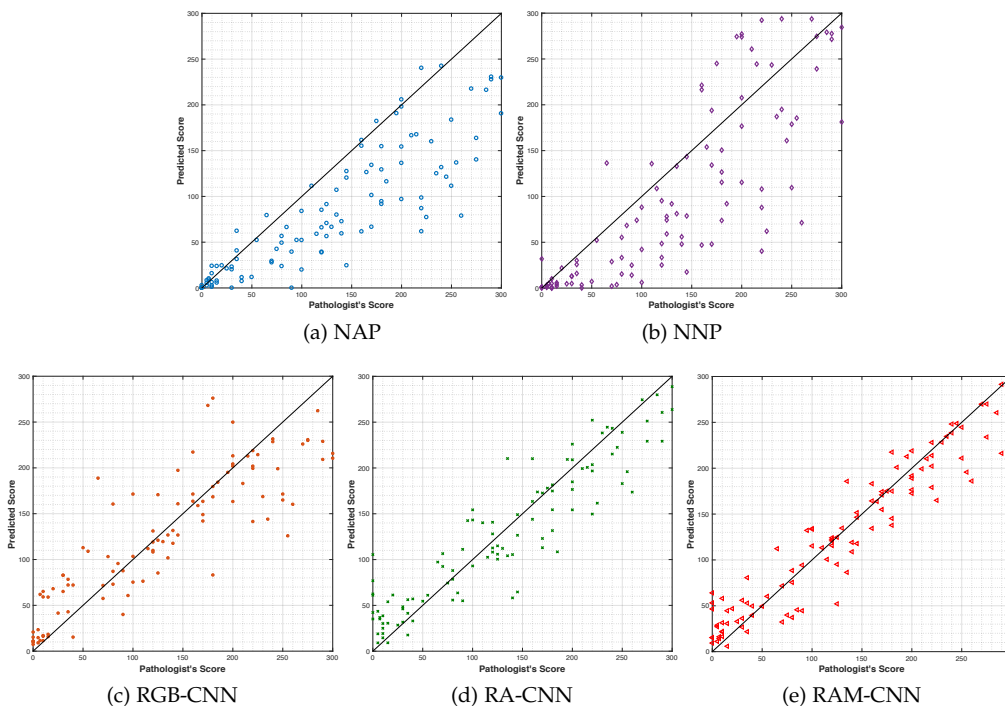 300
250
200
150
100
50
0
Predicted Score
0 50 100 150 200 250 300
Pathologist's Score
(a) NAP
300
250
200
150
100
50
0
Predicted Score
0 50 100 150 200 250 300
Pathologist's Score
(b) NNP
300
250
200
150
100
50
0
Predicted Score
0 50 100 150 200 250 300
Pathologist's Score
(c) RGB-CNN
300
250
200
150
100
50
0
Predicted Score
0 50 100 150 200 250 300
Pathologist's Score
(d) RA-CNN
300
250
200
150
100
50
0
Predicted Score
0 50 100 150 200 250
Pathologist's Score
(e) RAM-CNN